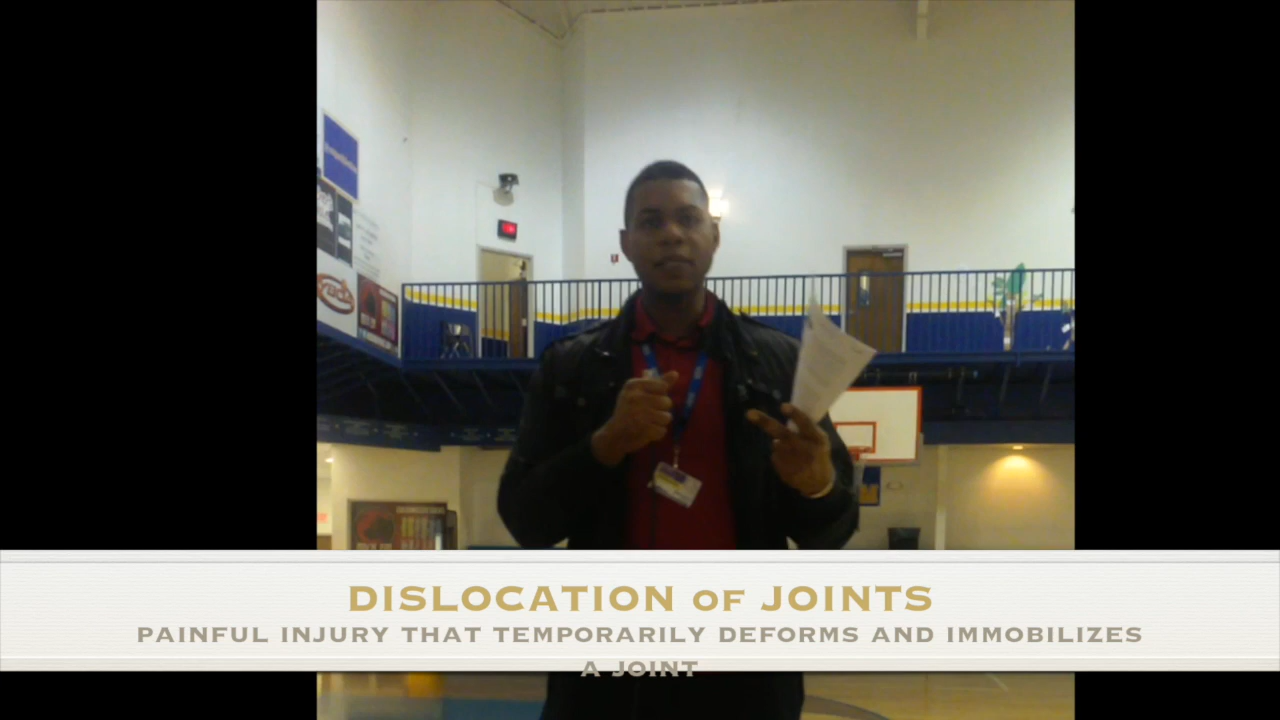 DISLOCATION OF JOINTS
PAINFUL INJURY THAT TEMPORARILY DEFORMS AND IMMOBILIZES
A JOINT